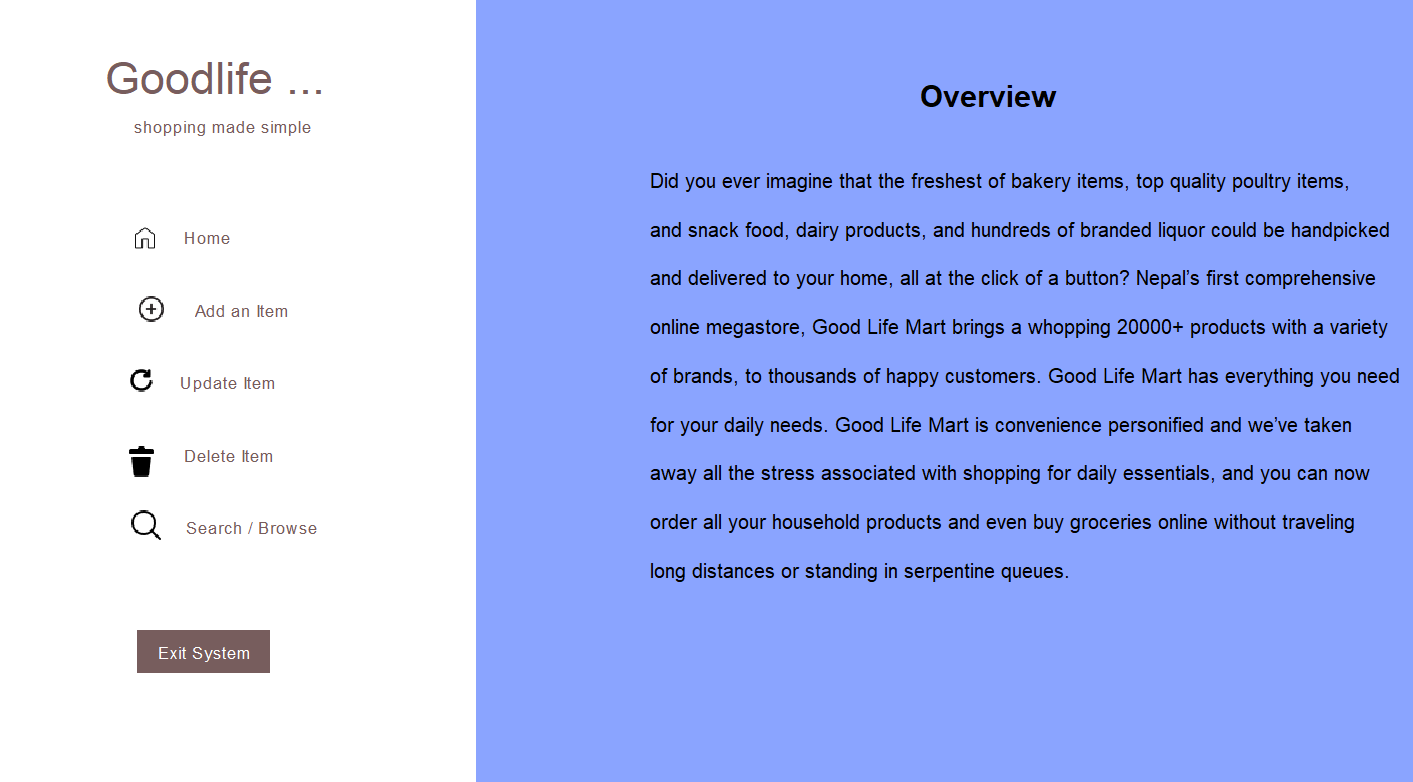 Goodlife ...
shopping made simple
Home
Add an Item
Update Item
Delete Item
Search / Browse
Exit System
Overview
Did you ever imagine that the freshest of bakery items, top quality poultry items,
and snack food, dairy products, and hundreds of branded liquor could be handpicked
and delivered to your home, all at the click of a button? Nepal’s first comprehensive
online megastore, Good Life Mart brings a whopping 20000+ products with a variety
of brands, to thousands of happy customers. Good Life Mart has everything you need
for your daily needs. Good Life Mart is convenience personified and we’ve taken
away all the stress associated with shopping for daily essentials, and you can now
order all your household products and even buy groceries online without traveling
long distances or standing in serpentine queues.